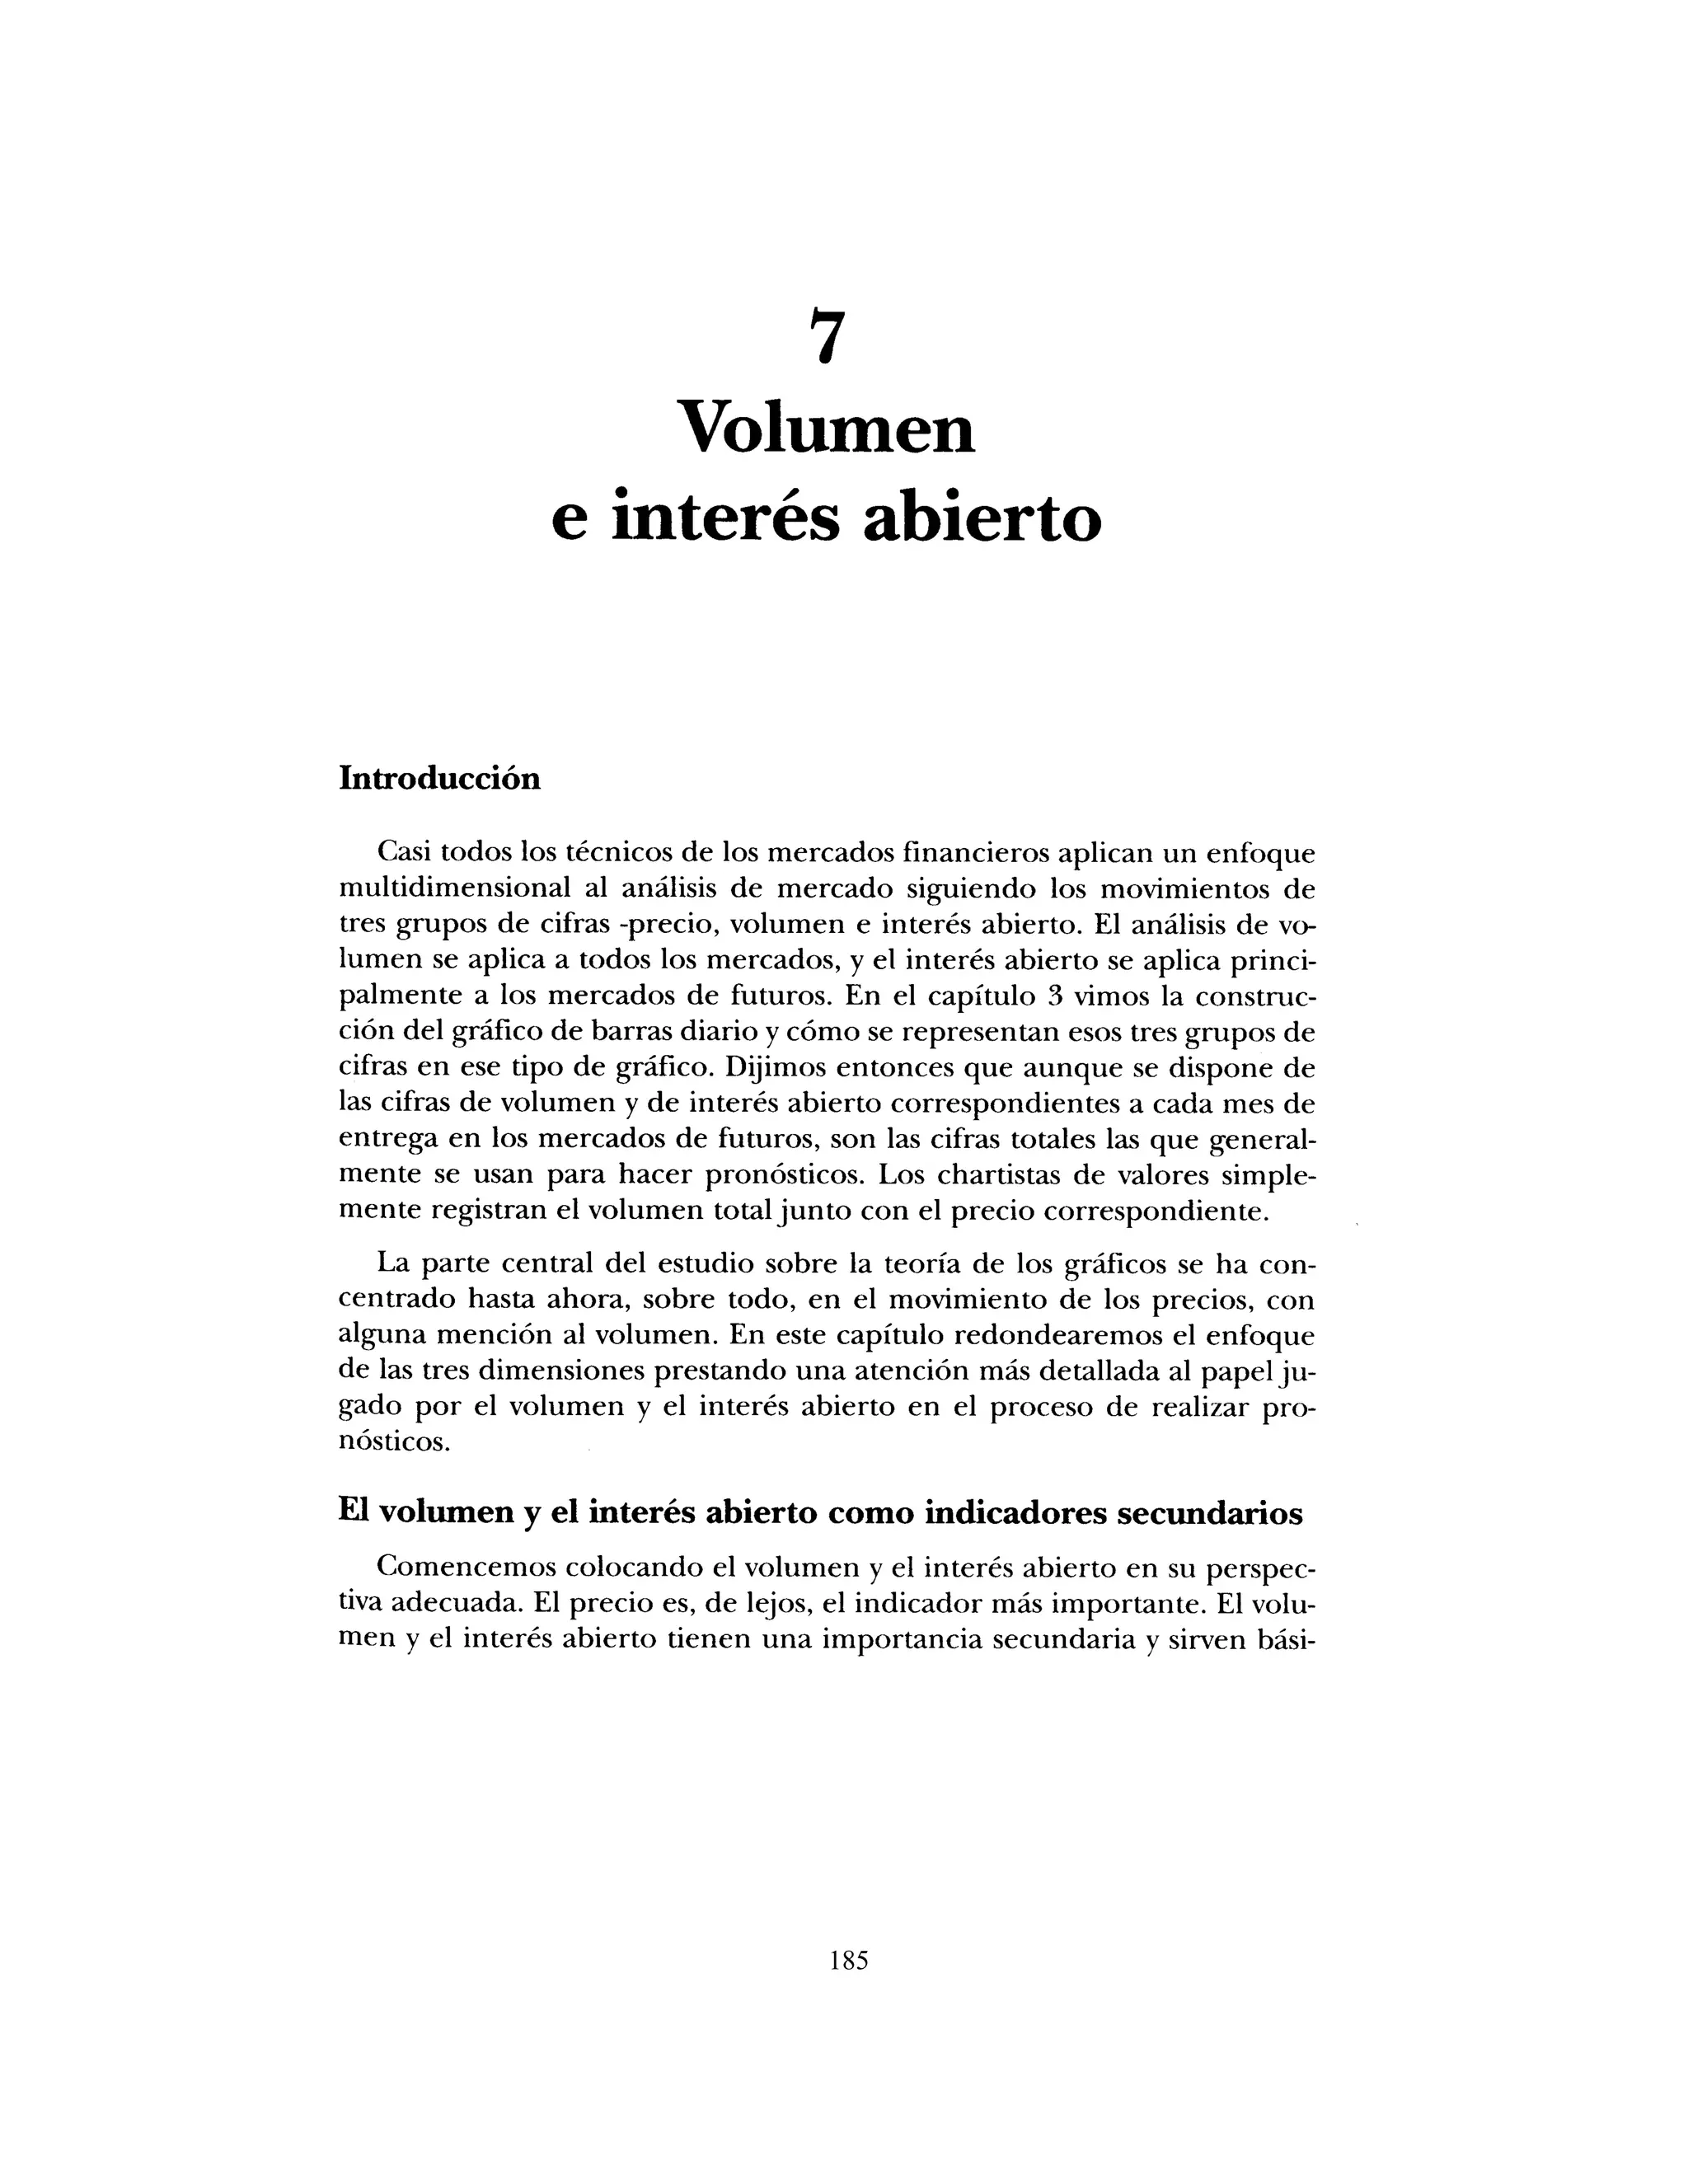 7
Volumen
e interés abierto
Introducción
Casi todos los técnicos de los mercados financieros aplican un enfoque
multidimensional al análisis de mercado siguiendo los movimientos de
tres grupos de cifras -precio, volumen e interés abierto. El análisis de vo-
lumen se aplica a todos los mercados, y el interés abierto se aplica princi-
palmente a los mercados de futuros. En el capítulo 3 vimos la construc-
ción del gráfico de barras diario y cómo se representan esos tres grupos de
cifras en ese tipo de gráfico. Dijimos entonces que aunque se dispone de
las cifras de volumen y de interés abierto correspondientes a cada mes de
entrega en los mercados de futuros, son las cifras totales las que general-
mente se usan para hacer pronósticos. Los chartistas de valores simple-
mente registran el volumen total junto con el precio correspondiente.
La parte central del estudio sobre la teoría de los gráficos se ha con-
centrado hasta ahora, sobre todo, en el movimiento de los precios, con
alguna mención al volumen. En este capítulo redondearemos el enfoque
de las tres dimensiones prestando una atención más detallada al papel ju-
gado por el volumen y el interés abierto en el proceso de realizar pro-
nósticos.
El volumen y el interés abierto como indicadores secundarios
Comencemos colocando el volumen y el interés abierto en su perspec-
tiva adecuada. El precio es, de lejos, el indicador más importante. El volu-
men y el interés abierto tienen una importancia secundaria y sirven bási-
185